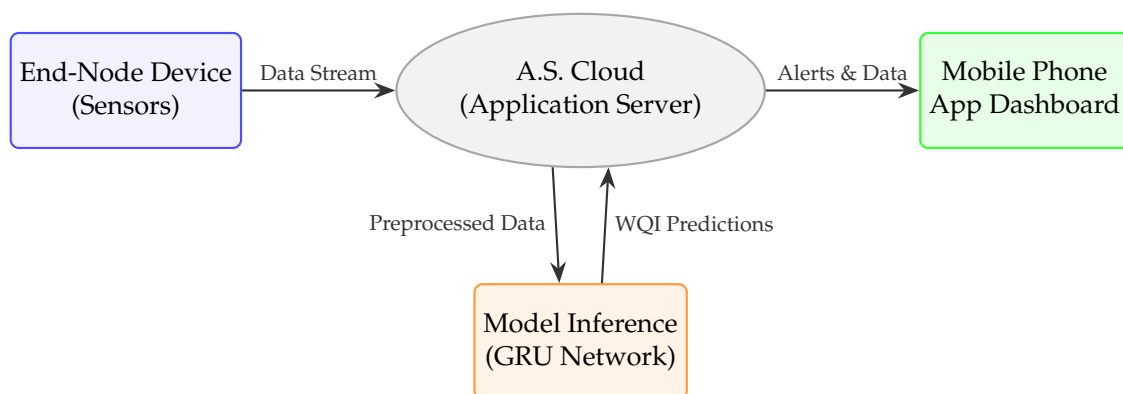 End-Node Device
(Sensors)
Data Stream
A.S. Cloud
(Application Server)
Alerts & Data
Mobile Phone
App Dashboard
Preprocessed Data
WQI Predictions
Model Inference
(GRU Network)